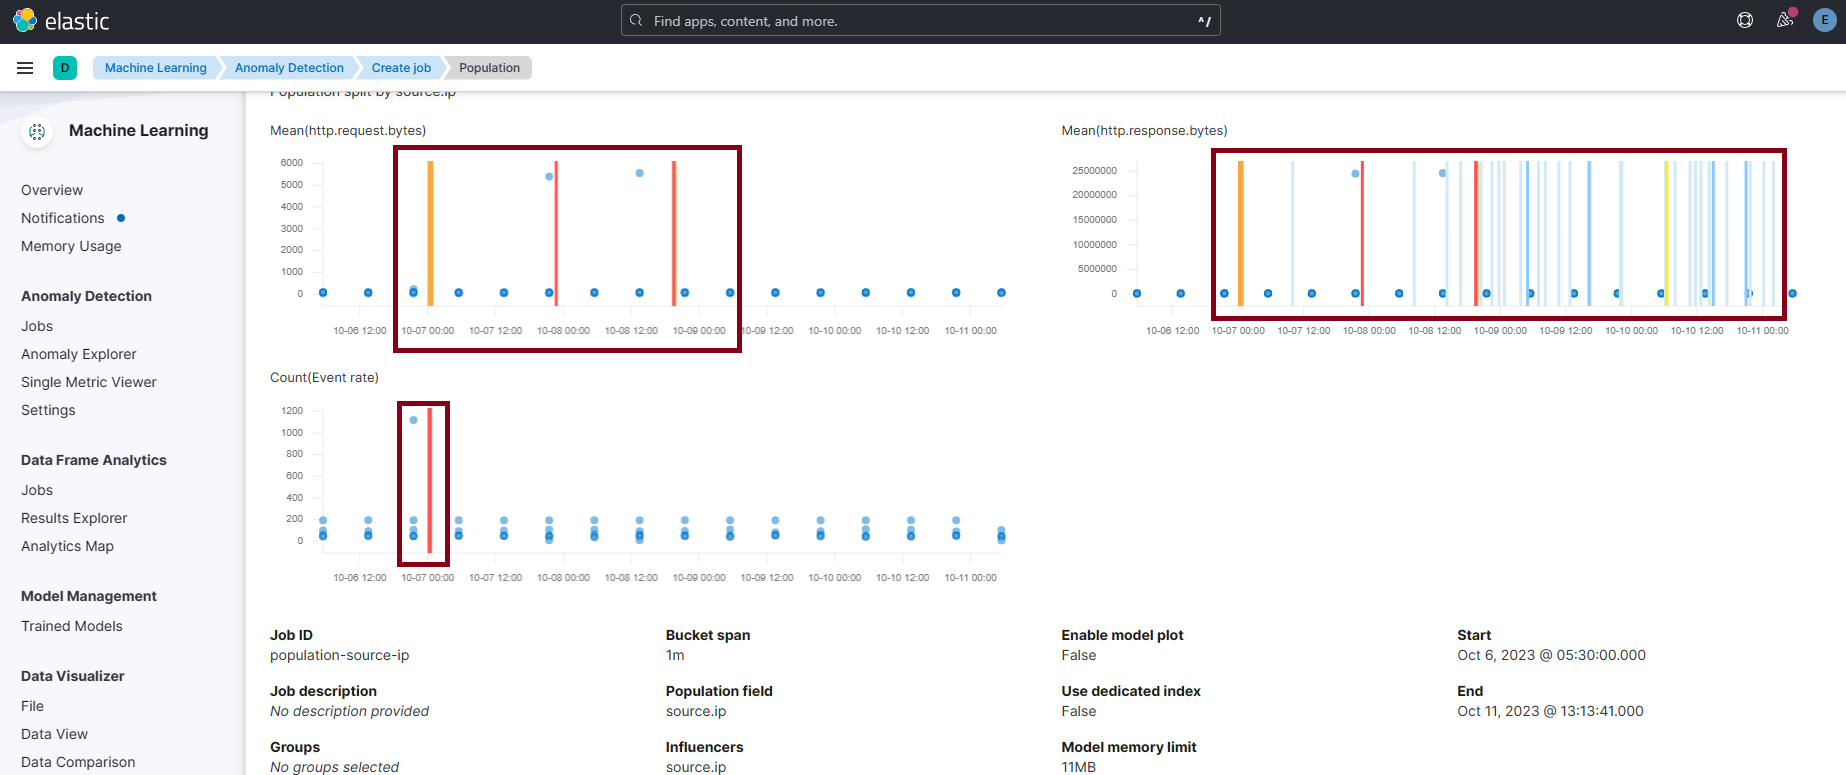 elastic
Find apps, content, and more.
^/
E
D
Machine Learning
Anomaly Detection
Create job
Population
Machine Learning
Overview
Notifications
Memory Usage
Anomaly Detection
Jobs
Anomaly Explorer
Single Metric Viewer
Settings
Data Frame Analytics
Jobs
Results Explorer
Analytics Map
Model Management
Trained Models
Data Visualizer
File
Data View
Data Comparison
Population split by source.ip
Mean(http.request.bytes)
6000
5000
4000
3000
2000
1000
0
10-06 12:00 10-07 00:00 10-07 12:00 10-08 00:00 10-08 12:00 10-09 00:00 10-09 12:00 10-10 00:00 10-10 12:00 10-11 00:00
Mean(http.response.bytes)
25000000
20000000
15000000
10000000
5000000
0
10-06 12:00 10-07 00:00 10-07 12:00 10-08 00:00 10-08 12:00 10-09 00:00 10-09 12:00 10-10 00:00 10-10 12:00 10-11 00:00
Count(Event rate)
1200
1000
800
600
400
200
0
10-06 12:00 10-07 00:00 10-07 12:00 10-08 00:00 10-08 12:00 10-09 00:00 10-09 12:00 10-10 00:00 10-10 12:00 10-11 00:00
Job ID
population-source-ip
Job description
No description provided
Groups
No groups selected
Bucket span
1m
Population field
source.ip
Influencers
source.ip
Enable model plot
False
Use dedicated index
False
Model memory limit
11MB
Start
Oct 6, 2023 @ 05:30:00.000
End
Oct 11, 2023 @ 13:13:41.000